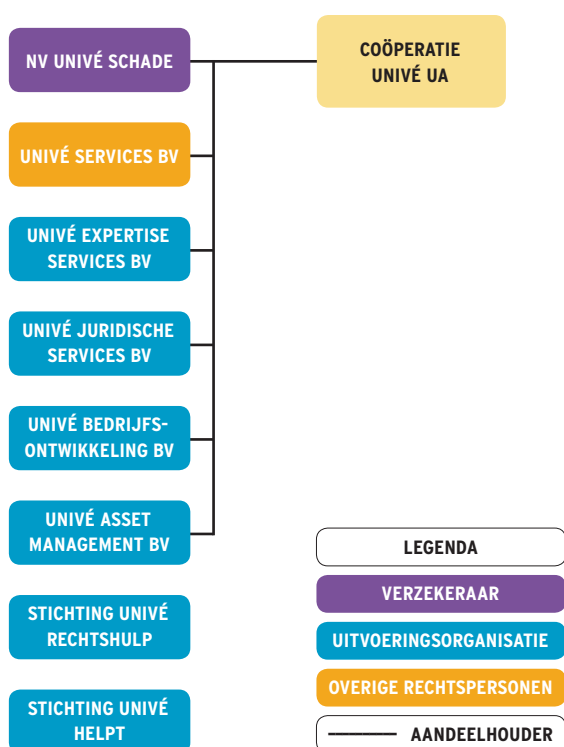 NV UNIVÉ SCHADE
COÖPERATIE
UNIVÉ UA
UNIVÉ SERVICES BV
UNIVÉ EXPERTISE
SERVICES BV
UNIVÉ JURIDISCHE
SERVICES BV
UNIVÉ BEDRIJFS-
ONTWIKKELING BV
UNIVÉ ASSET
MANAGEMENT BV
STICHTING UNIVÉ
RECHTSHULP
STICHTING UNIVÉ
HELPT
LEGENDA
VERZEKERAAR
UITVOERINGSORGANISATIE
OVERIGE RECHTSPERSONEN
AANDEELHOUDER